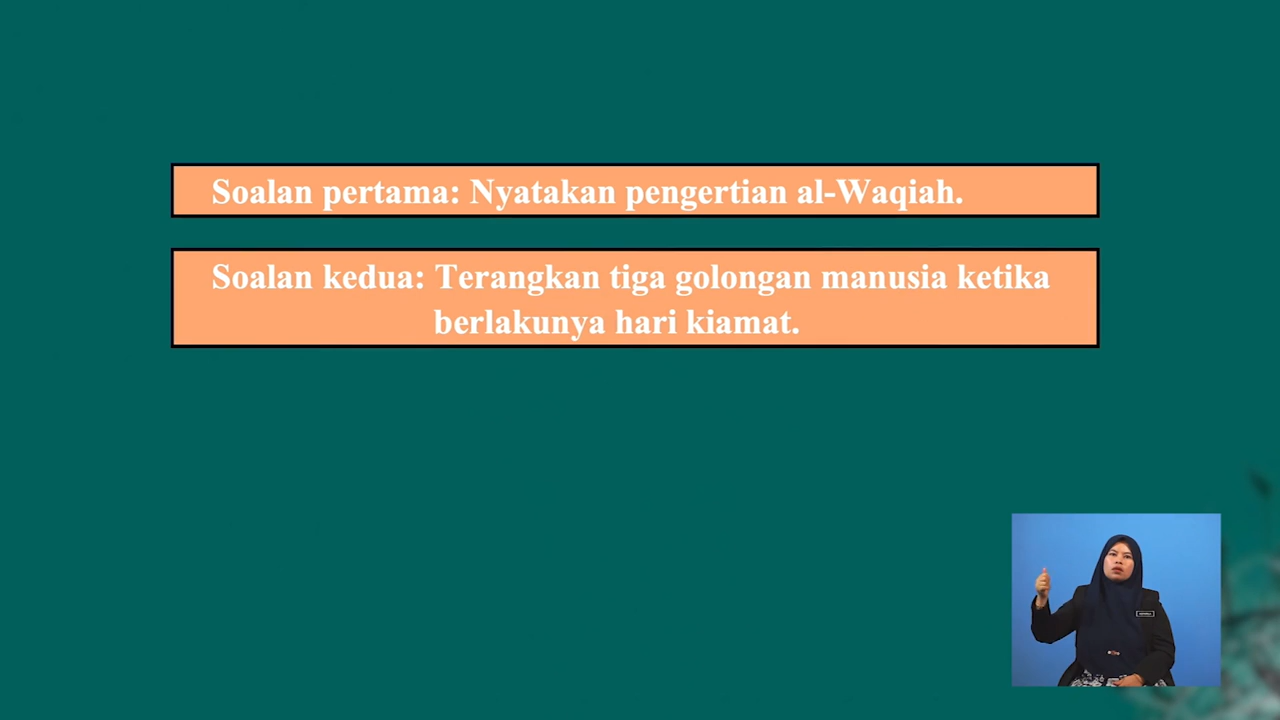 Soalan pertama: Nyatakan pengertian al-Waqiah.
Soalan kedua: Terangkan tiga golongan manusia ketika
berlakunya hari kiamat.